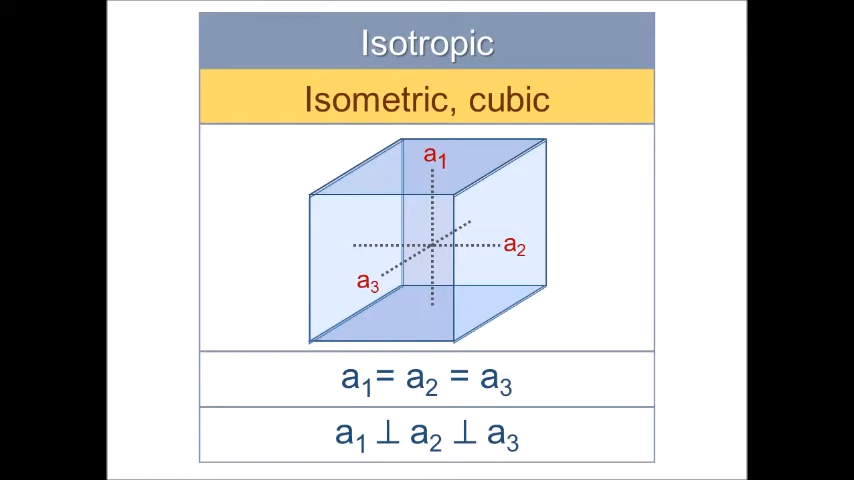 Isotropic
Isometric, cubic
a₁
a₂
a₃
a₁= a₂ = a₃
a₁ ⊥ a₂ ⊥ a₃